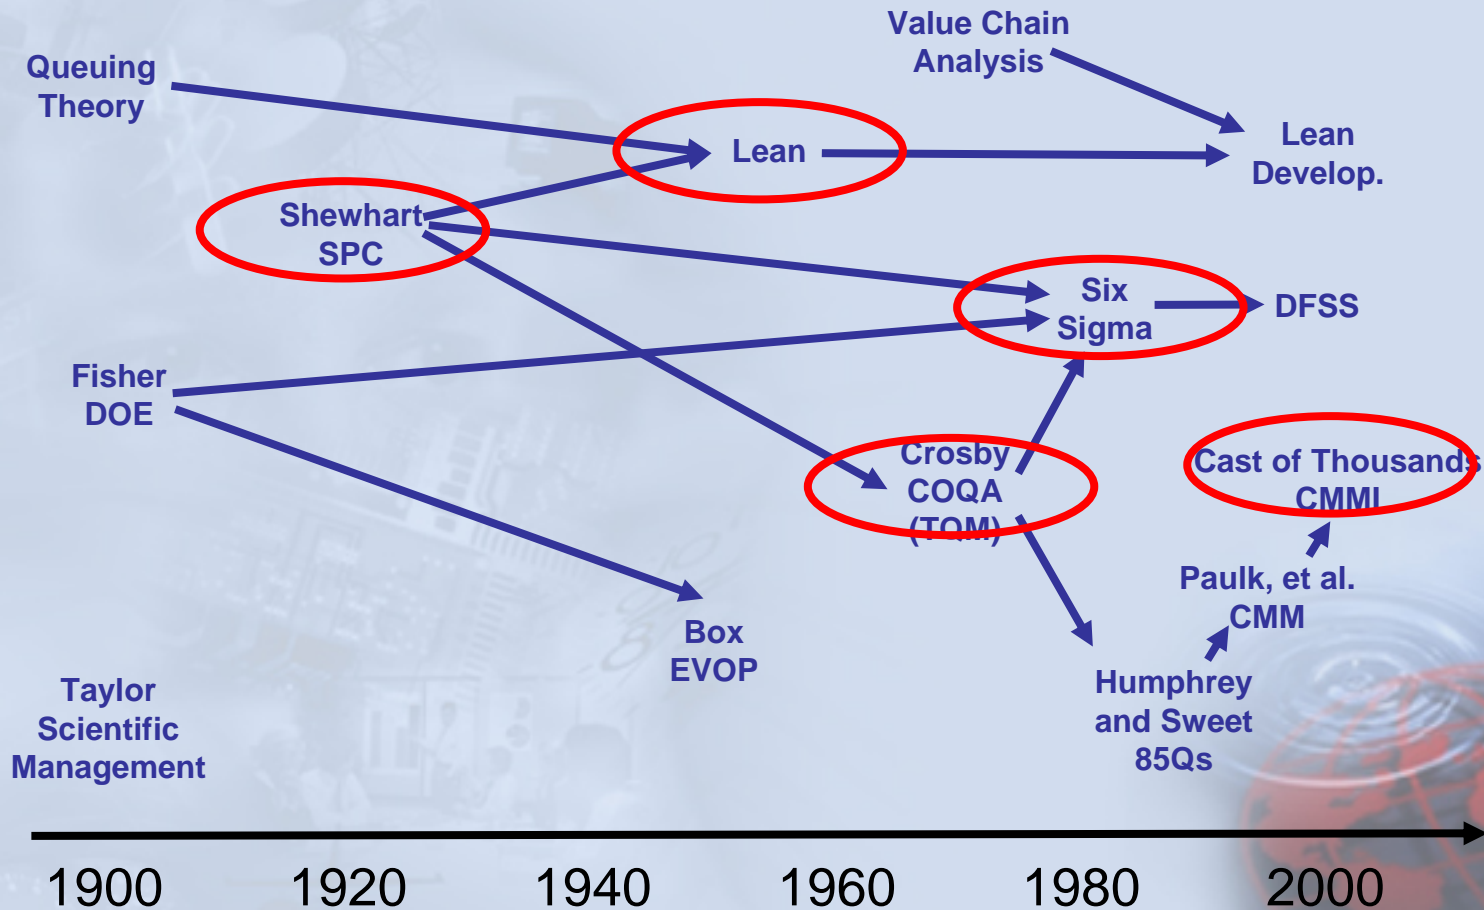 Value Chain
Analysis
Queuing
Theory
Lean
Lean
Develop.
Shewhart
SPC
Six
Sigma
DFSS
Fisher
DOE
Crosby
COQA
(TQM)
Cast of Thousands
CMMI
Paulk, et al.
CMM
Box
EVOP
Humphrey
and Sweet
85Qs
Taylor
Scientific
Management
1900 1920 1940 1960 1980 2000